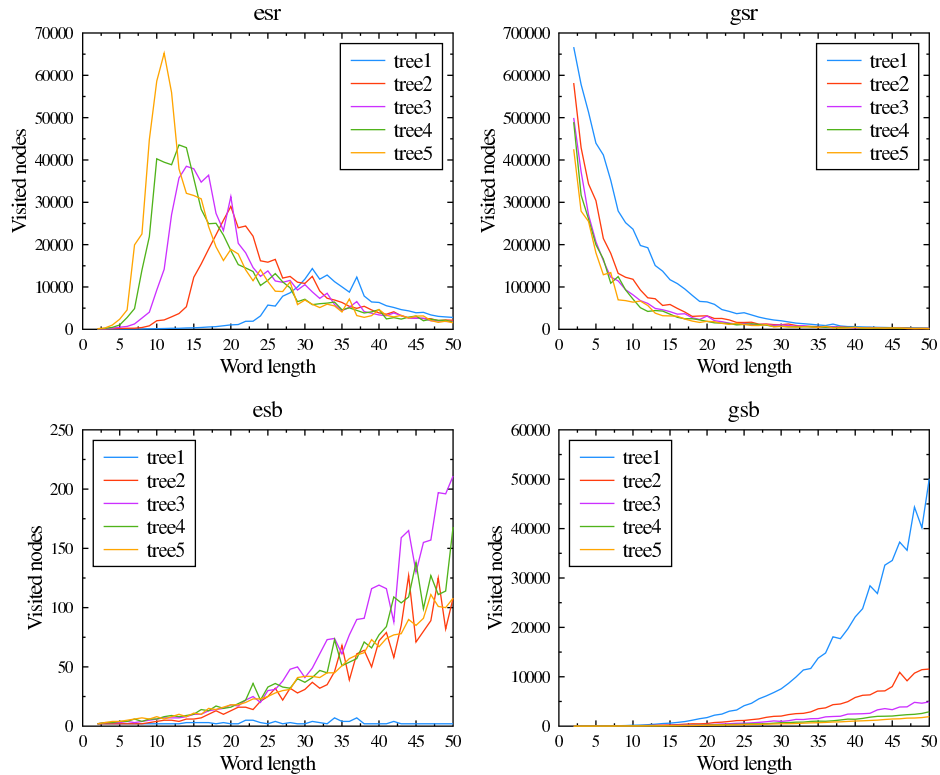 esr
gsr
70000
60000
50000
40000
30000
20000
10000
0
Visited nodes
tree1
tree2
tree3
tree4
tree5
0 5 10 15 20 25 30 35 40 45 50
Word length
700000
600000
500000
400000
300000
200000
100000
0
Visited nodes
tree1
tree2
tree3
tree4
tree5
0 5 10 15 20 25 30 35 40 45 50
Word length
esb
gsb
250
200
150
100
50
0
Visited nodes
tree1
tree2
tree3
tree4
tree5
0 5 10 15 20 25 30 35 40 45 50
Word length
60000
50000
40000
30000
20000
10000
0
Visited nodes
tree1
tree2
tree3
tree4
tree5
0 5 10 15 20 25 30 35 40 45 50
Word length